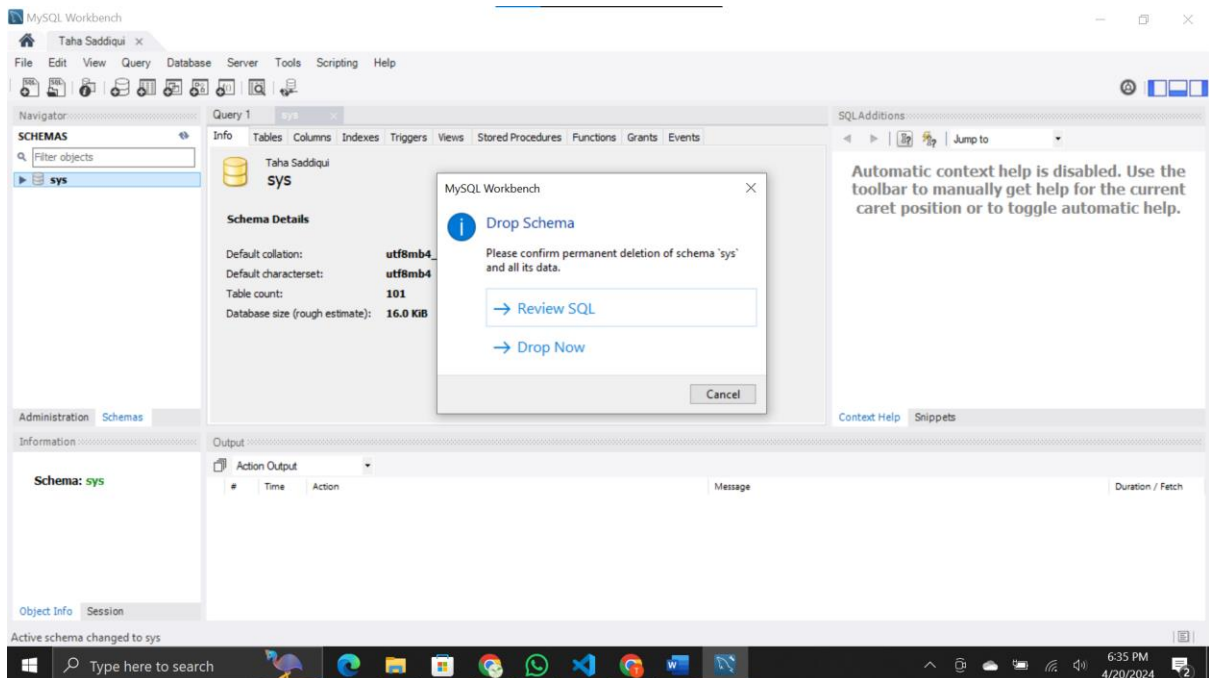 MySQL Workbench
Taha Saddiqui
File Edit View Query Database Server Tools Scripting Help
Navigator
SCHEMAS
Filter objects
sys
Administration Schemas
Query 1 sys
Info Tables Columns Indexes Triggers Views Stored Procedures Functions Grants Events
Taha Saddiqui
sys
Schema Details
Default collation: utf8mb4_
Default characterset: utf8mb4
Table count: 101
Database size (rough estimate): 16.0 KiB
MySQL Workbench
Drop Schema
Please confirm permanent deletion of schema `sys`
and all its data.
Review SQL
Drop Now
Cancel
SQLAdditions
Jump to
Automatic context help is disabled. Use the
toolbar to manually get help for the current
caret position or to toggle automatic help.
Context Help Snippets
Information
Schema: sys
Object Info Session
Output
Action Output
# Time Action Message Duration / Fetch
Active schema changed to sys
Type here to search
6:35 PM
4/20/2024
2